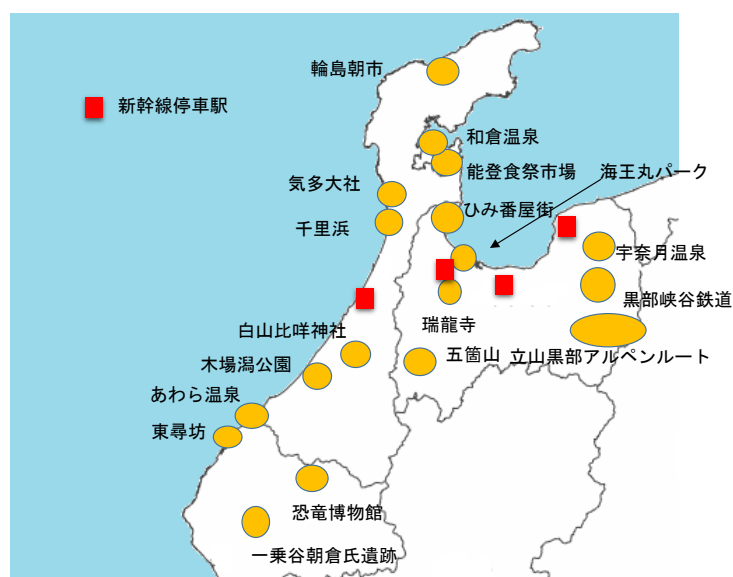 輪島朝市
新幹線停車駅
和倉温泉
能登食祭市場
海王丸パーク
気多大社
ひみ番屋街
千里浜
宇奈月温泉
黒部峡谷鉄道
瑞龍寺
白山比咩神社
五箇山
立山黒部アルペンルート
木場潟公園
あわら温泉
東尋坊
恐竜博物館
一乗谷朝倉氏遺跡